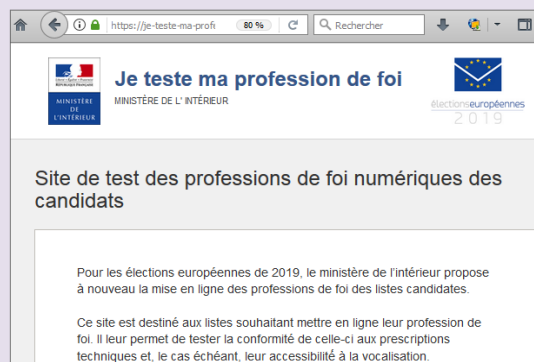 https://je-teste-ma-profi 80 % Rechercher
Je teste ma profession de foi
MINISTÈRE DE L' INTÉRIEUR
MINISTÈRE
DE
L'INTÉRIEUR
électionseuropéennes
2019
Site de test des professions de foi numériques des
candidats
Pour les élections européennes de 2019, le ministère de l'intérieur propose
à nouveau la mise en ligne des professions de foi des listes candidates.
Ce site est destiné aux listes souhaitant mettre en ligne leur profession de
foi. Il leur permet de tester la conformité de celle-ci aux prescriptions
techniques et, le cas échéant, leur accessibilité à la vocalisation.